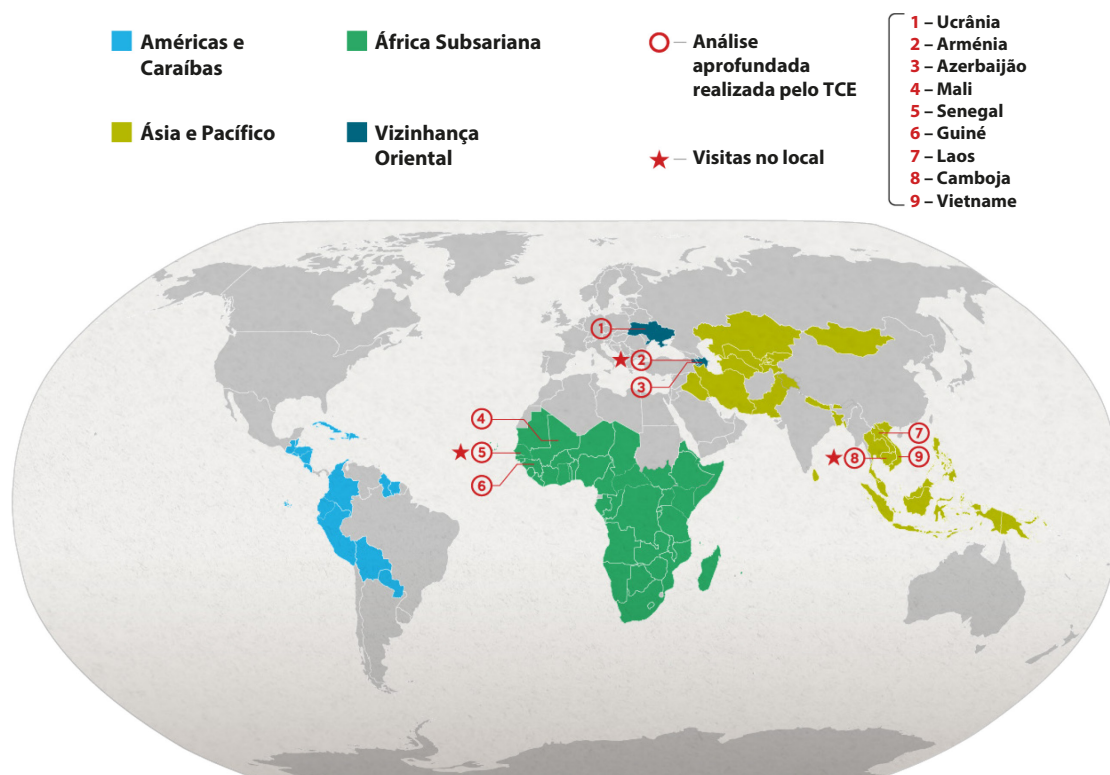 Américas e
Caraíbas
África Subsariana
Ásia e Pacífico
Vizinhança
Oriental
Análise
aprofundada
realizada pelo TCE
Visitas no local
1 – Ucrânia
2 – Arménia
3 – Azerbaijão
4 – Mali
5 – Senegal
6 – Guiné
7 – Laos
8 – Camboja
9 – Vietname
1
2
3
4
5
6
7
8
9